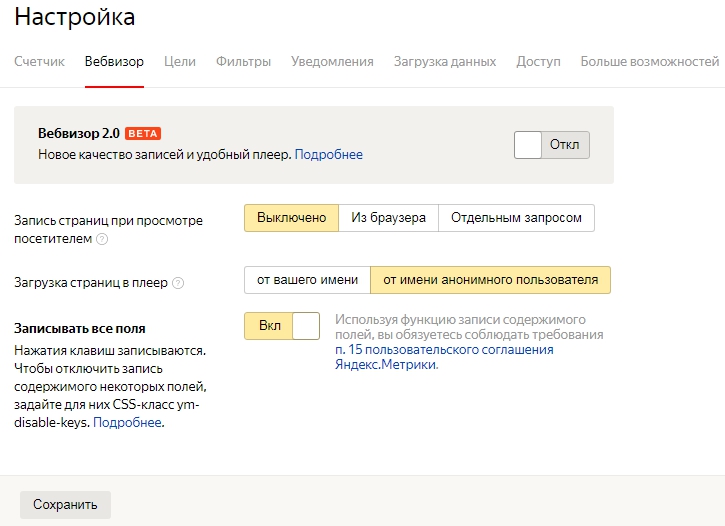 Настройка
Счетчик Вебвизор Цели Фильтры Уведомления Загрузка данных Доступ Больше возможностей
Вебвизор 2.0 BETA
Новое качество записей и удобный плеер. Подробнее
Откл
Запись страниц при просмотре
посетителем ?
Выключено Из браузера Отдельным запросом
Загрузка страниц в плеер ?
от вашего имени от имени анонимного пользователя
Записывать все поля
Нажатия клавиш записываются.
Чтобы отключить запись
содержимого некоторых полей,
задайте для них CSS-класс ym-
disable-keys. Подробнее.
Вкл
Используя функцию записи содержимого
полей, вы обязуетесь соблюдать требования
п. 15 пользовательского соглашения
Яндекс.Метрики.
Сохранить